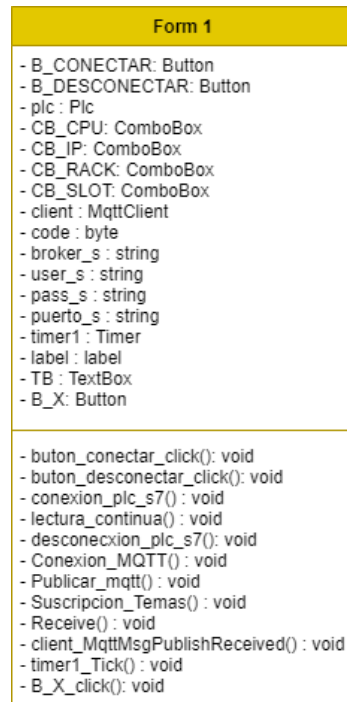 Form 1
- B_CONECTAR: Button
- B_DESCONECTAR: Button
- plc : Plc
- CB_CPU: ComboBox
- CB_IP: ComboBox
- CB_RACK: ComboBox
- CB_SLOT: ComboBox
- client : MqttClient
- code : byte
- broker_s : string
- user_s : string
- pass_s : string
- puerto_s : string
- timer1 : Timer
- label : label
- TB : TextBox
- B_X: Button
- buton_conectar_click(): void
- buton_desconectar_click(): void
- conexion_plc_s7() : void
- lectura_continua() : void
- desconecxion_plc_s7(): void
- Conexion_MQTT() : void
- Publicar_mqtt() : void
- Suscripcion_Temas() : void
- Receive() : void
- client_MqttMsgPublishReceived() : void
- timer1_Tick() : void
- B_X_click(): void